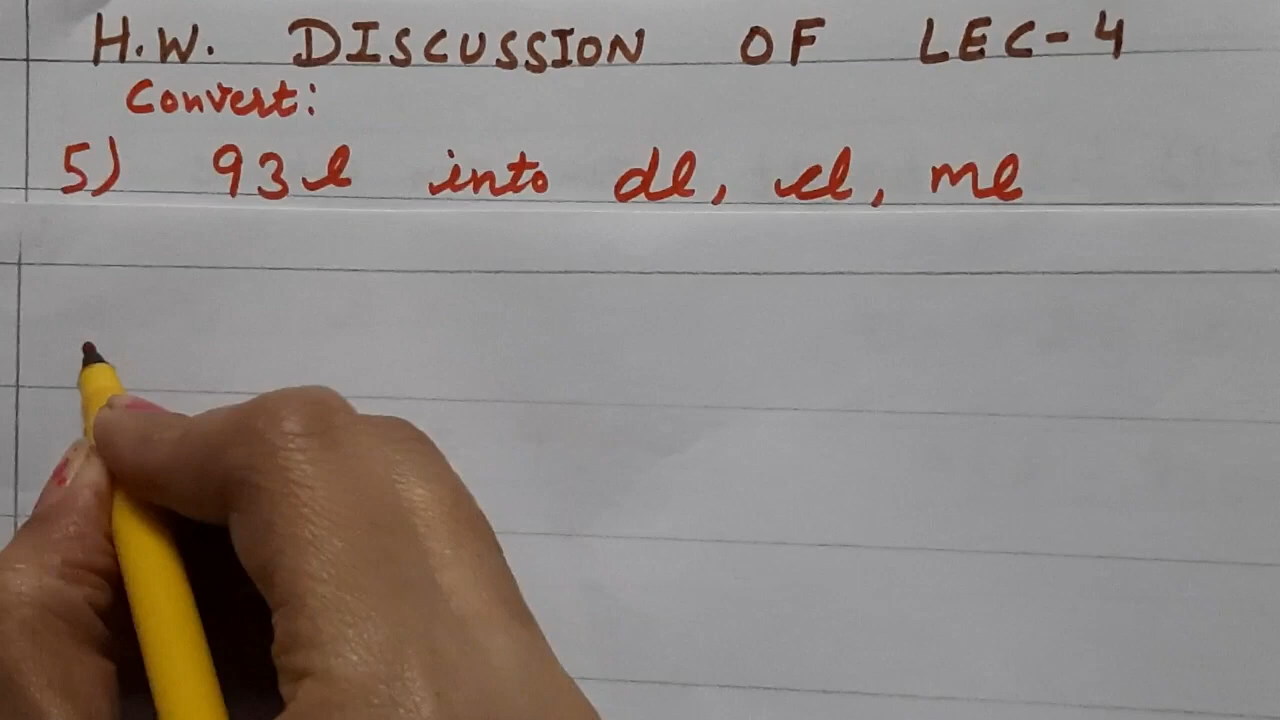 H.W. DISCUSSION OF LEC-4
Convert:
5) 93l into dl, cl, ml